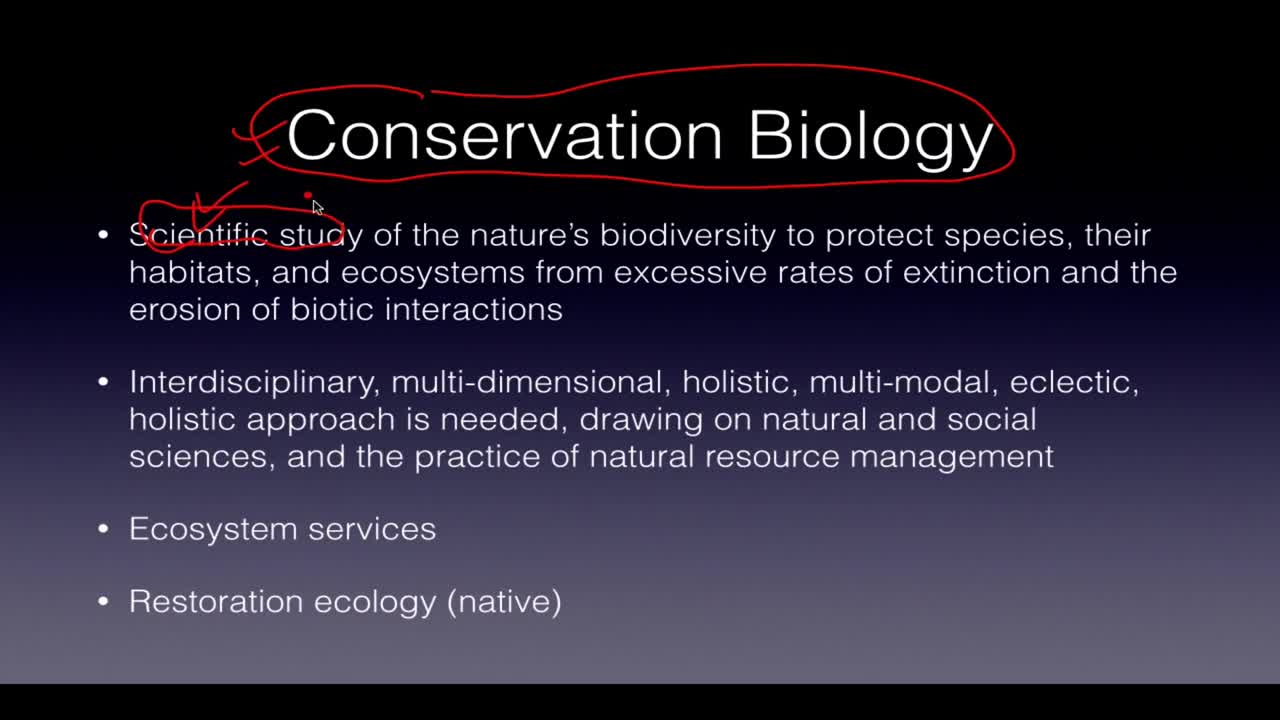 Conservation Biology
• Scientific study of the nature's biodiversity to protect species, their
habitats, and ecosystems from excessive rates of extinction and the
erosion of biotic interactions
• Interdisciplinary, multi-dimensional, holistic, multi-modal, eclectic,
holistic approach is needed, drawing on natural and social
sciences, and the practice of natural resource management
• Ecosystem services
• Restoration ecology (native)